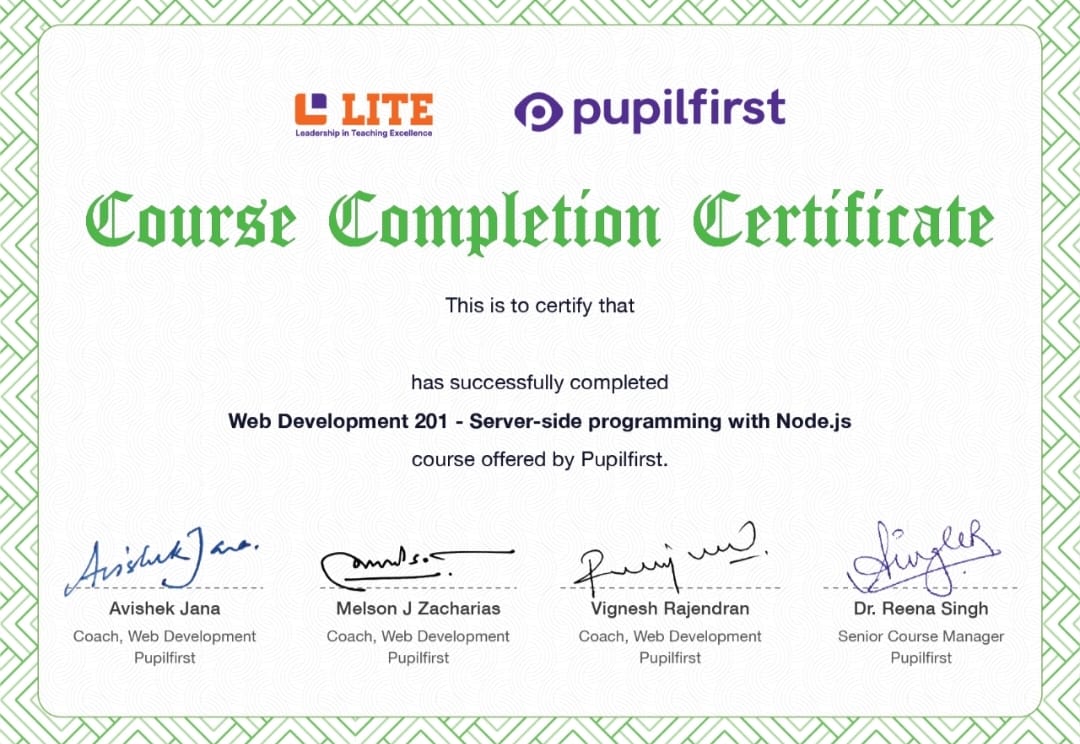 LITE
Leadership in Teaching Excellence
pupilfirst
Course Completion Certificate
This is to certify that
has successfully completed
Web Development 201 - Server-side programming with Node.js
course offered by Pupilfirst.
Avishek Jana.
Avishek Jana
Coach, Web Development
Pupilfirst
Melson J Zacharias
Coach, Web Development
Pupilfirst
Vignesh Rajendran
Coach, Web Development
Pupilfirst
Dr. Reena Singh
Senior Course Manager
Pupilfirst